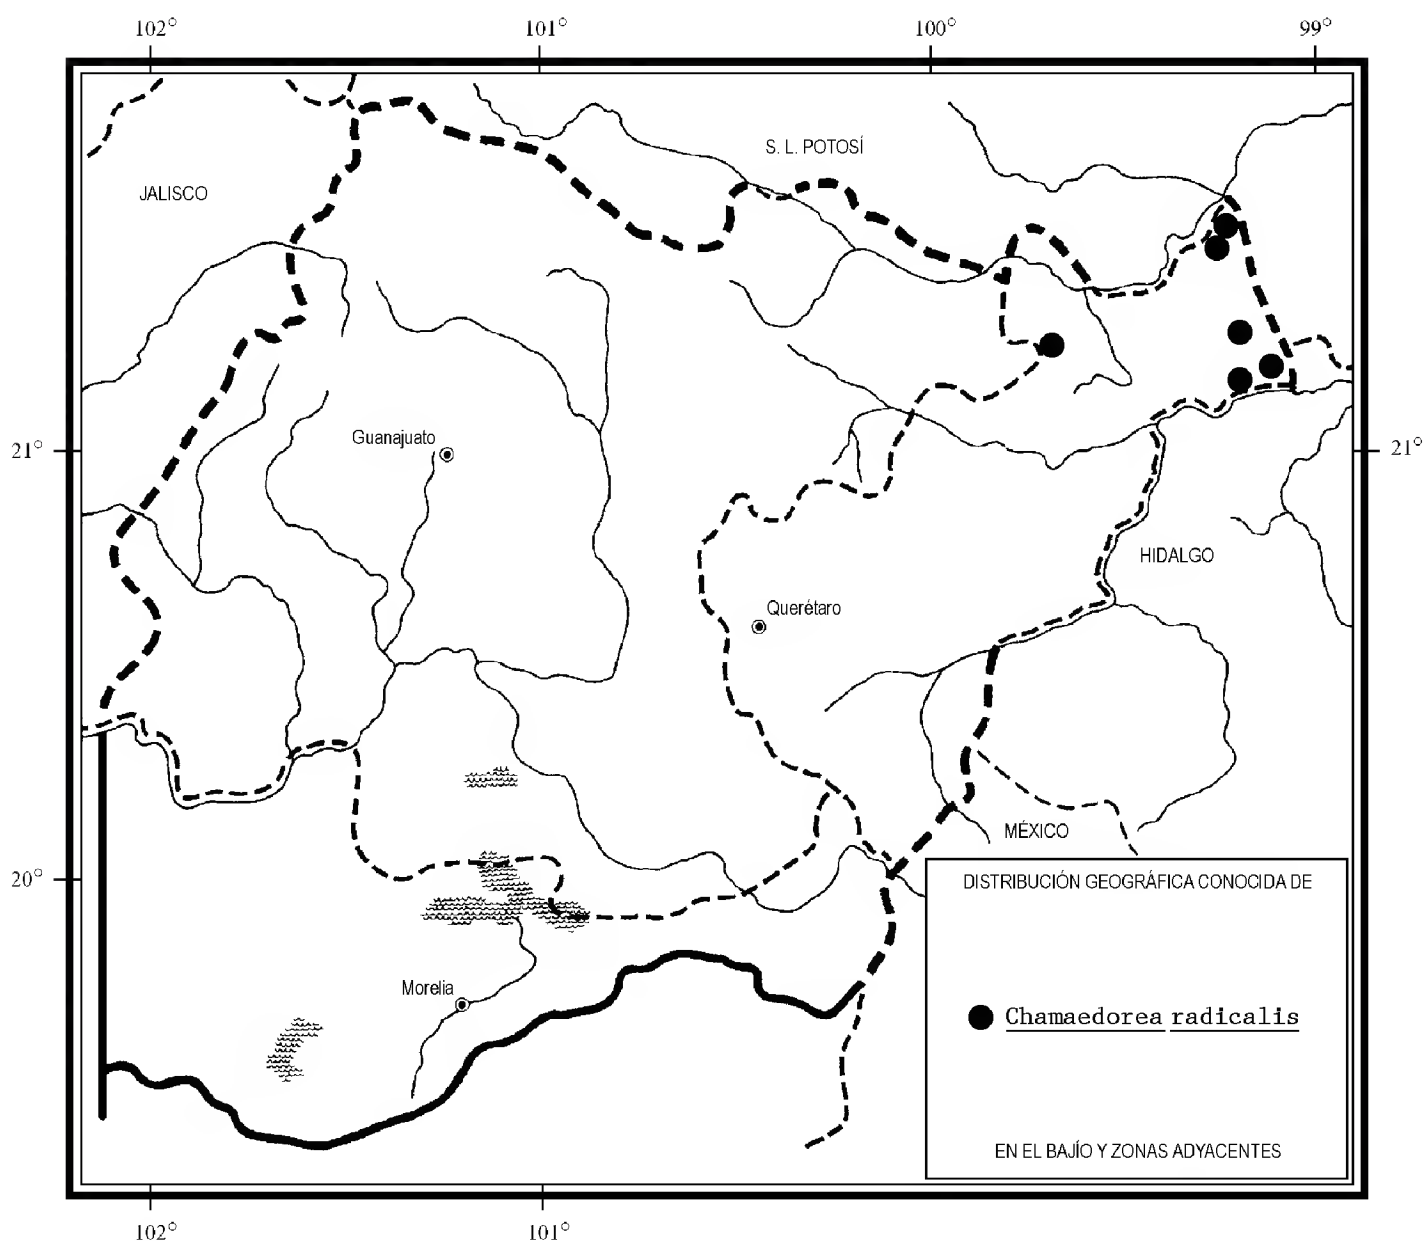 102° 101° 100° 99°
S. L. POTOSÍ
JALISCO
Guanajuato
21° 21°
HIDALGO
Querétaro
MÉXICO
20°
DISTRIBUCIÓN GEOGRÁFICA CONOCIDA DE
Morelia
Chamaedorea radicalis
EN EL BAJÍO Y ZONAS ADYACENTES
102° 101°